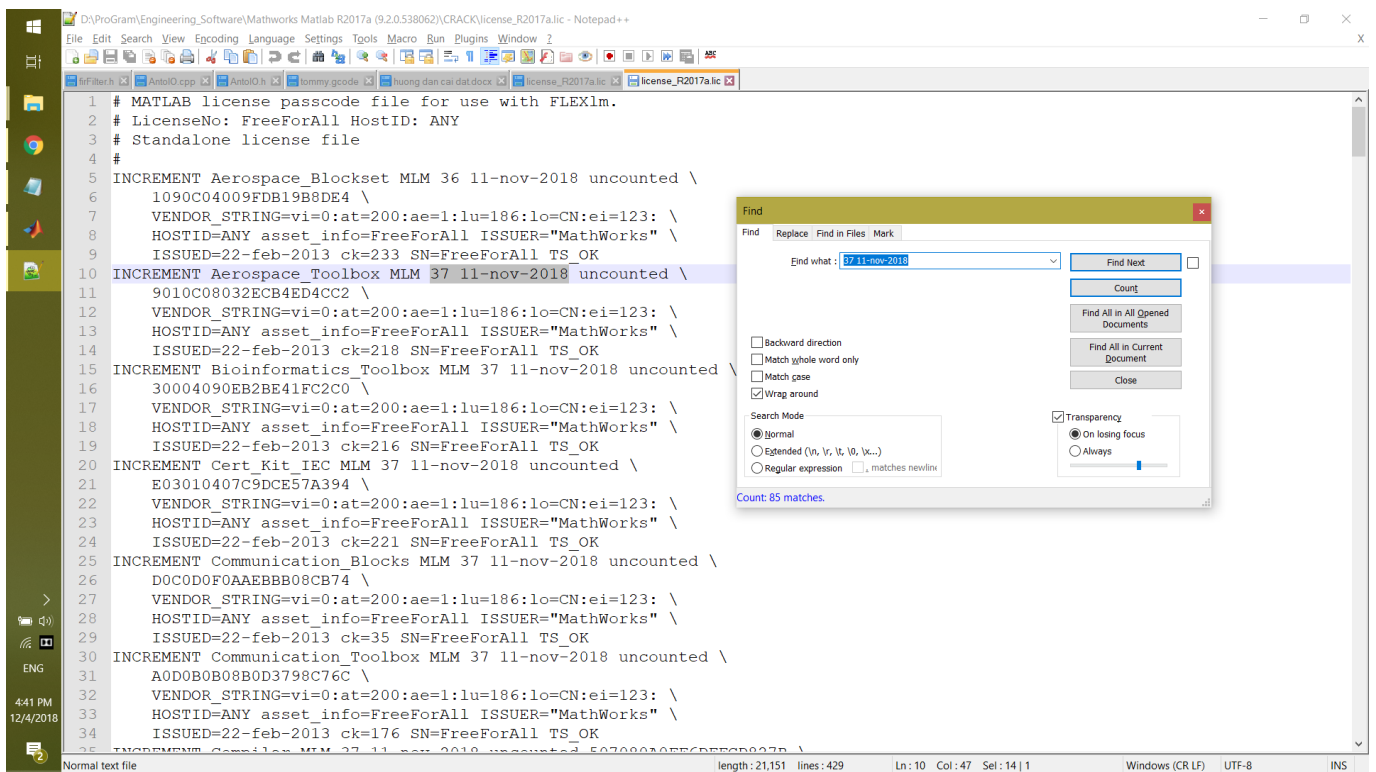 D:\ProGram\Engineering_Software\Mathworks Matlab R2017a (9.2.0.538062)\CRACK\license_R2017a.lic - Notepad++
File Edit Search View Encoding Language Settings Tools Macro Run Plugins Window ? X
firFilter.h AntoIO.cpp AntoIO.h tommy.gcode huong dan cai dat.docx license_R2017a.lic license_R2017a.lic
1 # MATLAB license passcode file for use with FLEXlm.
2 # LicenseNo: FreeForAll HostID: ANY
3 # Standalone license file
4 #
5 INCREMENT Aerospace_Blockset MLM 36 11-nov-2018 uncounted \
6 1090C04009FDB19B8DE4 \
7 VENDOR_STRING=vi=0:at=200:ae=1:lu=186:lo=CN:ei=123: \
8 HOSTID=ANY asset_info=FreeForAll ISSUER="MathWorks" \
9 ISSUED=22-feb-2013 ck=233 SN=FreeForAll TS_OK
10 INCREMENT Aerospace_Toolbox MLM 37 11-nov-2018 uncounted \
11 9010C08032ECB4ED4CC2 \
12 VENDOR_STRING=vi=0:at=200:ae=1:lu=186:lo=CN:ei=123: \
13 HOSTID=ANY asset_info=FreeForAll ISSUER="MathWorks" \
14 ISSUED=22-feb-2013 ck=218 SN=FreeForAll TS_OK
15 INCREMENT Bioinformatics_Toolbox MLM 37 11-nov-2018 uncounted \
16 30004090EB2BE41FC2C0 \
17 VENDOR_STRING=vi=0:at=200:ae=1:lu=186:lo=CN:ei=123: \
18 HOSTID=ANY asset_info=FreeForAll ISSUER="MathWorks" \
19 ISSUED=22-feb-2013 ck=216 SN=FreeForAll TS_OK
20 INCREMENT Cert_Kit_IEC MLM 37 11-nov-2018 uncounted \
21 E03010407C9DCE57A394 \
22 VENDOR_STRING=vi=0:at=200:ae=1:lu=186:lo=CN:ei=123: \
23 HOSTID=ANY asset_info=FreeForAll ISSUER="MathWorks" \
24 ISSUED=22-feb-2013 ck=221 SN=FreeForAll TS_OK
25 INCREMENT Communication_Blocks MLM 37 11-nov-2018 uncounted \
26 D0C0D0F0AAEBBB08CB74 \
27 VENDOR_STRING=vi=0:at=200:ae=1:lu=186:lo=CN:ei=123: \
28 HOSTID=ANY asset_info=FreeForAll ISSUER="MathWorks" \
29 ISSUED=22-feb-2013 ck=35 SN=FreeForAll TS_OK
30 INCREMENT Communication_Toolbox MLM 37 11-nov-2018 uncounted \
31 A0D0B0B08B0D3798C76C \
32 VENDOR_STRING=vi=0:at=200:ae=1:lu=186:lo=CN:ei=123: \
33 HOSTID=ANY asset_info=FreeForAll ISSUER="MathWorks" \
34 ISSUED=22-feb-2013 ck=176 SN=FreeForAll TS_OK
35 INCREMENT Compiler MLM 37 11-nov-2018 uncounted
Find
Find Replace Find in Files Mark
Find what : 37 11-nov-2018
Find Next
Count
Find All in All Opened
Documents
Find All in Current
Document
Close
Backward direction
Match whole word only
Match case
Wrap around
Search Mode
Normal
Extended (\n, \r, \t, \0, \x...)
Regular expression . matches newline
Transparency
On losing focus
Always
Count: 85 matches.
ENG
4:41 PM
12/4/2018
2
Normal text file length : 21,151 lines : 429 Ln : 10 Col : 47 Sel : 14 | 1 Windows (CR LF) UTF-8 INS